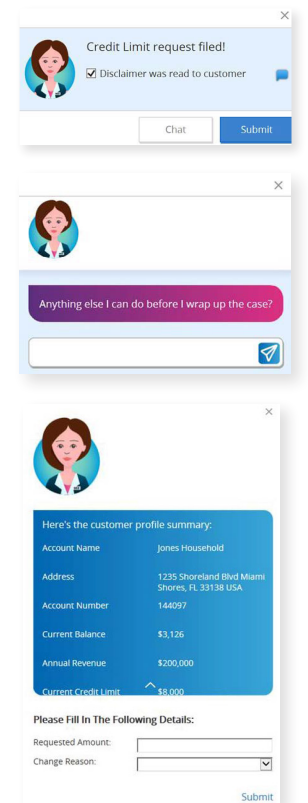 Credit Limit request filed!
Disclaimer was read to customer
Chat Submit
Anything else I can do before I wrap up the case?
Here's the customer profile summary:
Account Name Jones Household
Address 1235 Shoreland Blvd Miami
Shores, FL 33138 USA
Account Number 144097
Current Balance $3,126
Annual Revenue $200,000
Current Credit Limit $8,000
Please Fill In The Following Details:
Requested Amount:
Change Reason:
Submit